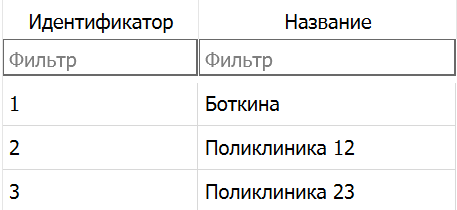 Идентификатор Название
Фильтр Фильтр
1 Боткина
2 Поликлиника 12
3 Поликлиника 23